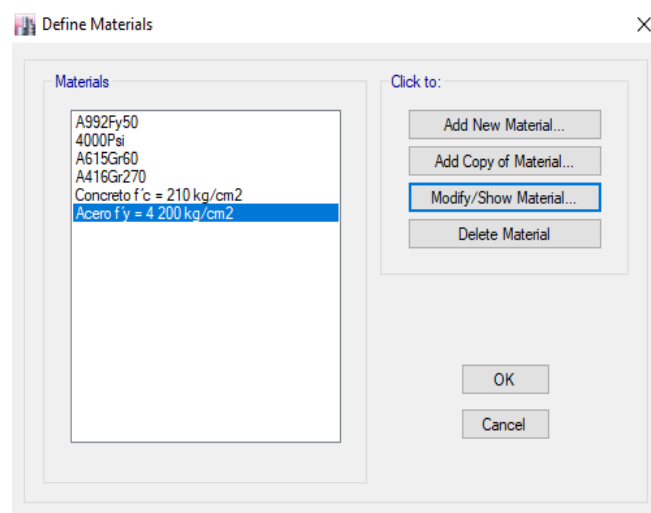 Define Materials
Materials
A992Fy50
4000Psi
A615Gr60
A416Gr270
Concreto f´c = 210 kg/cm2
Acero f´y = 4 200 kg/cm2
Click to:
Add New Material...
Add Copy of Material...
Modify/Show Material...
Delete Material
OK
Cancel